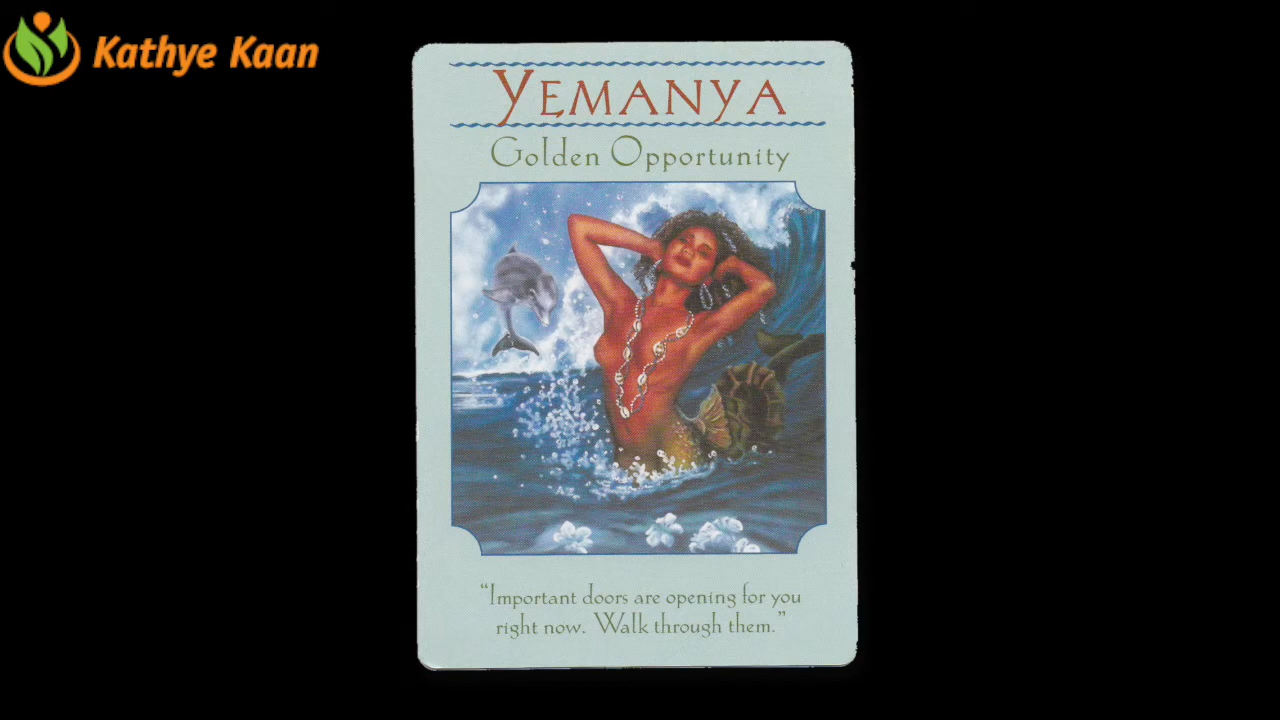 Kathye Kaan
YEMANYA
Golden Opportunity
“Important doors are opening for you
right now. Walk through them.”